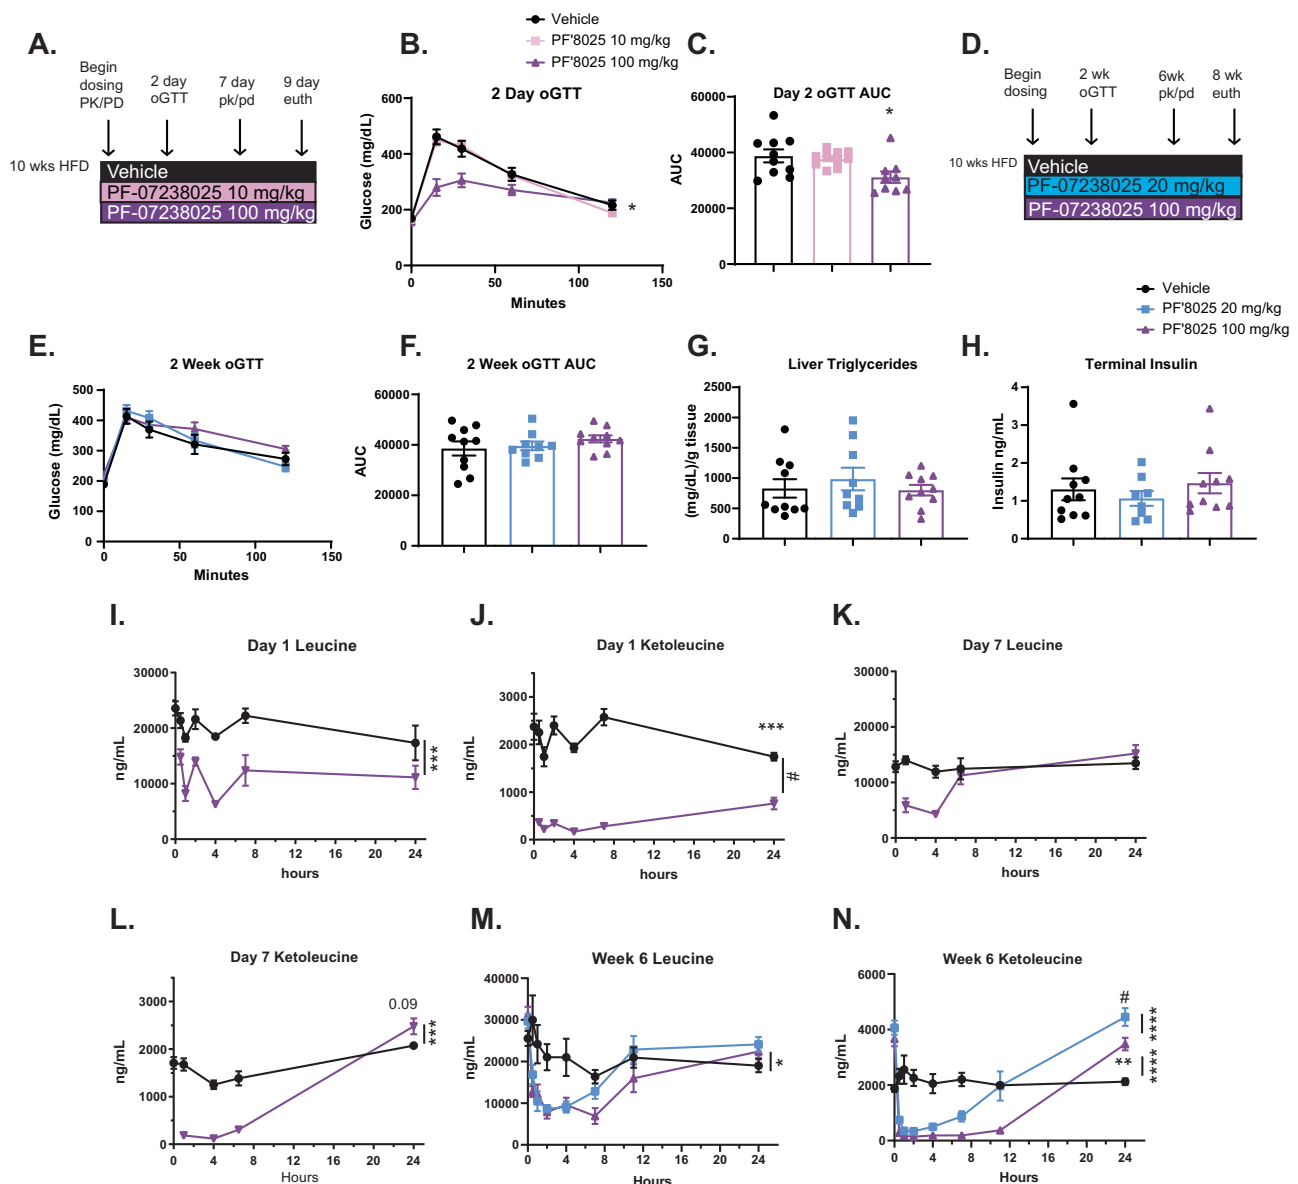 A.
Begin
dosing
PK/PD
2 day
oGTT
7 day
pk/pd
9 day
euth
10 wks HFD
Vehicle
PF-07238025 10 mg/kg
PF-07238025 100 mg/kg
B.
Vehicle
PF'8025 10 mg/kg
PF'8025 100 mg/kg
2 Day oGTT
Glucose (mg/dL)
600
400
200
0
*
0
50
100
150
Minutes
C.
Day 2 oGTT AUC
AUC
60000
40000
20000
0
*
D.
Begin
dosing
2 wk
oGTT
6wk
pk/pd
8 wk
euth
10 wks HFD
Vehicle
PF-07238025 20 mg/kg
PF-07238025 100 mg/kg
Vehicle
PF'8025 20 mg/kg
PF'8025 100 mg/kg
E.
2 Week oGTT
Glucose (mg/dL)
500
400
300
200
100
0
0
50
100
150
Minutes
F.
2 Week oGTT AUC
AUC
60000
40000
20000
0
G.
Liver Triglycerides
(mg/dL)/g tissue
2500
2000
1500
1000
500
0
H.
Terminal Insulin
Insulin ng/mL
4
3
2
1
0
I.
Day 1 Leucine
ng/mL
30000
20000
10000
0
***
0 4 8 12 16 20 24
hours
J.
Day 1 Ketoleucine
ng/mL
3000
2000
1000
0
***
#
0 4 8 12 16 20 24
hours
K.
Day 7 Leucine
ng/mL
30000
20000
10000
0
0 4 8 12 16 20 24
hours
L.
Day 7 Ketoleucine
ng/mL
3000
2000
1000
0
0.09
***
0 4 8 12 16 20 24
Hours
M.
Week 6 Leucine
ng/mL
40000
30000
20000
10000
0
*
0 4 8 12 16 20 24
Hours
N.
Week 6 Ketoleucine
ng/mL
6000
4000
2000
0
#
****
**
****
0 4 8 12 16 20 24
Hours